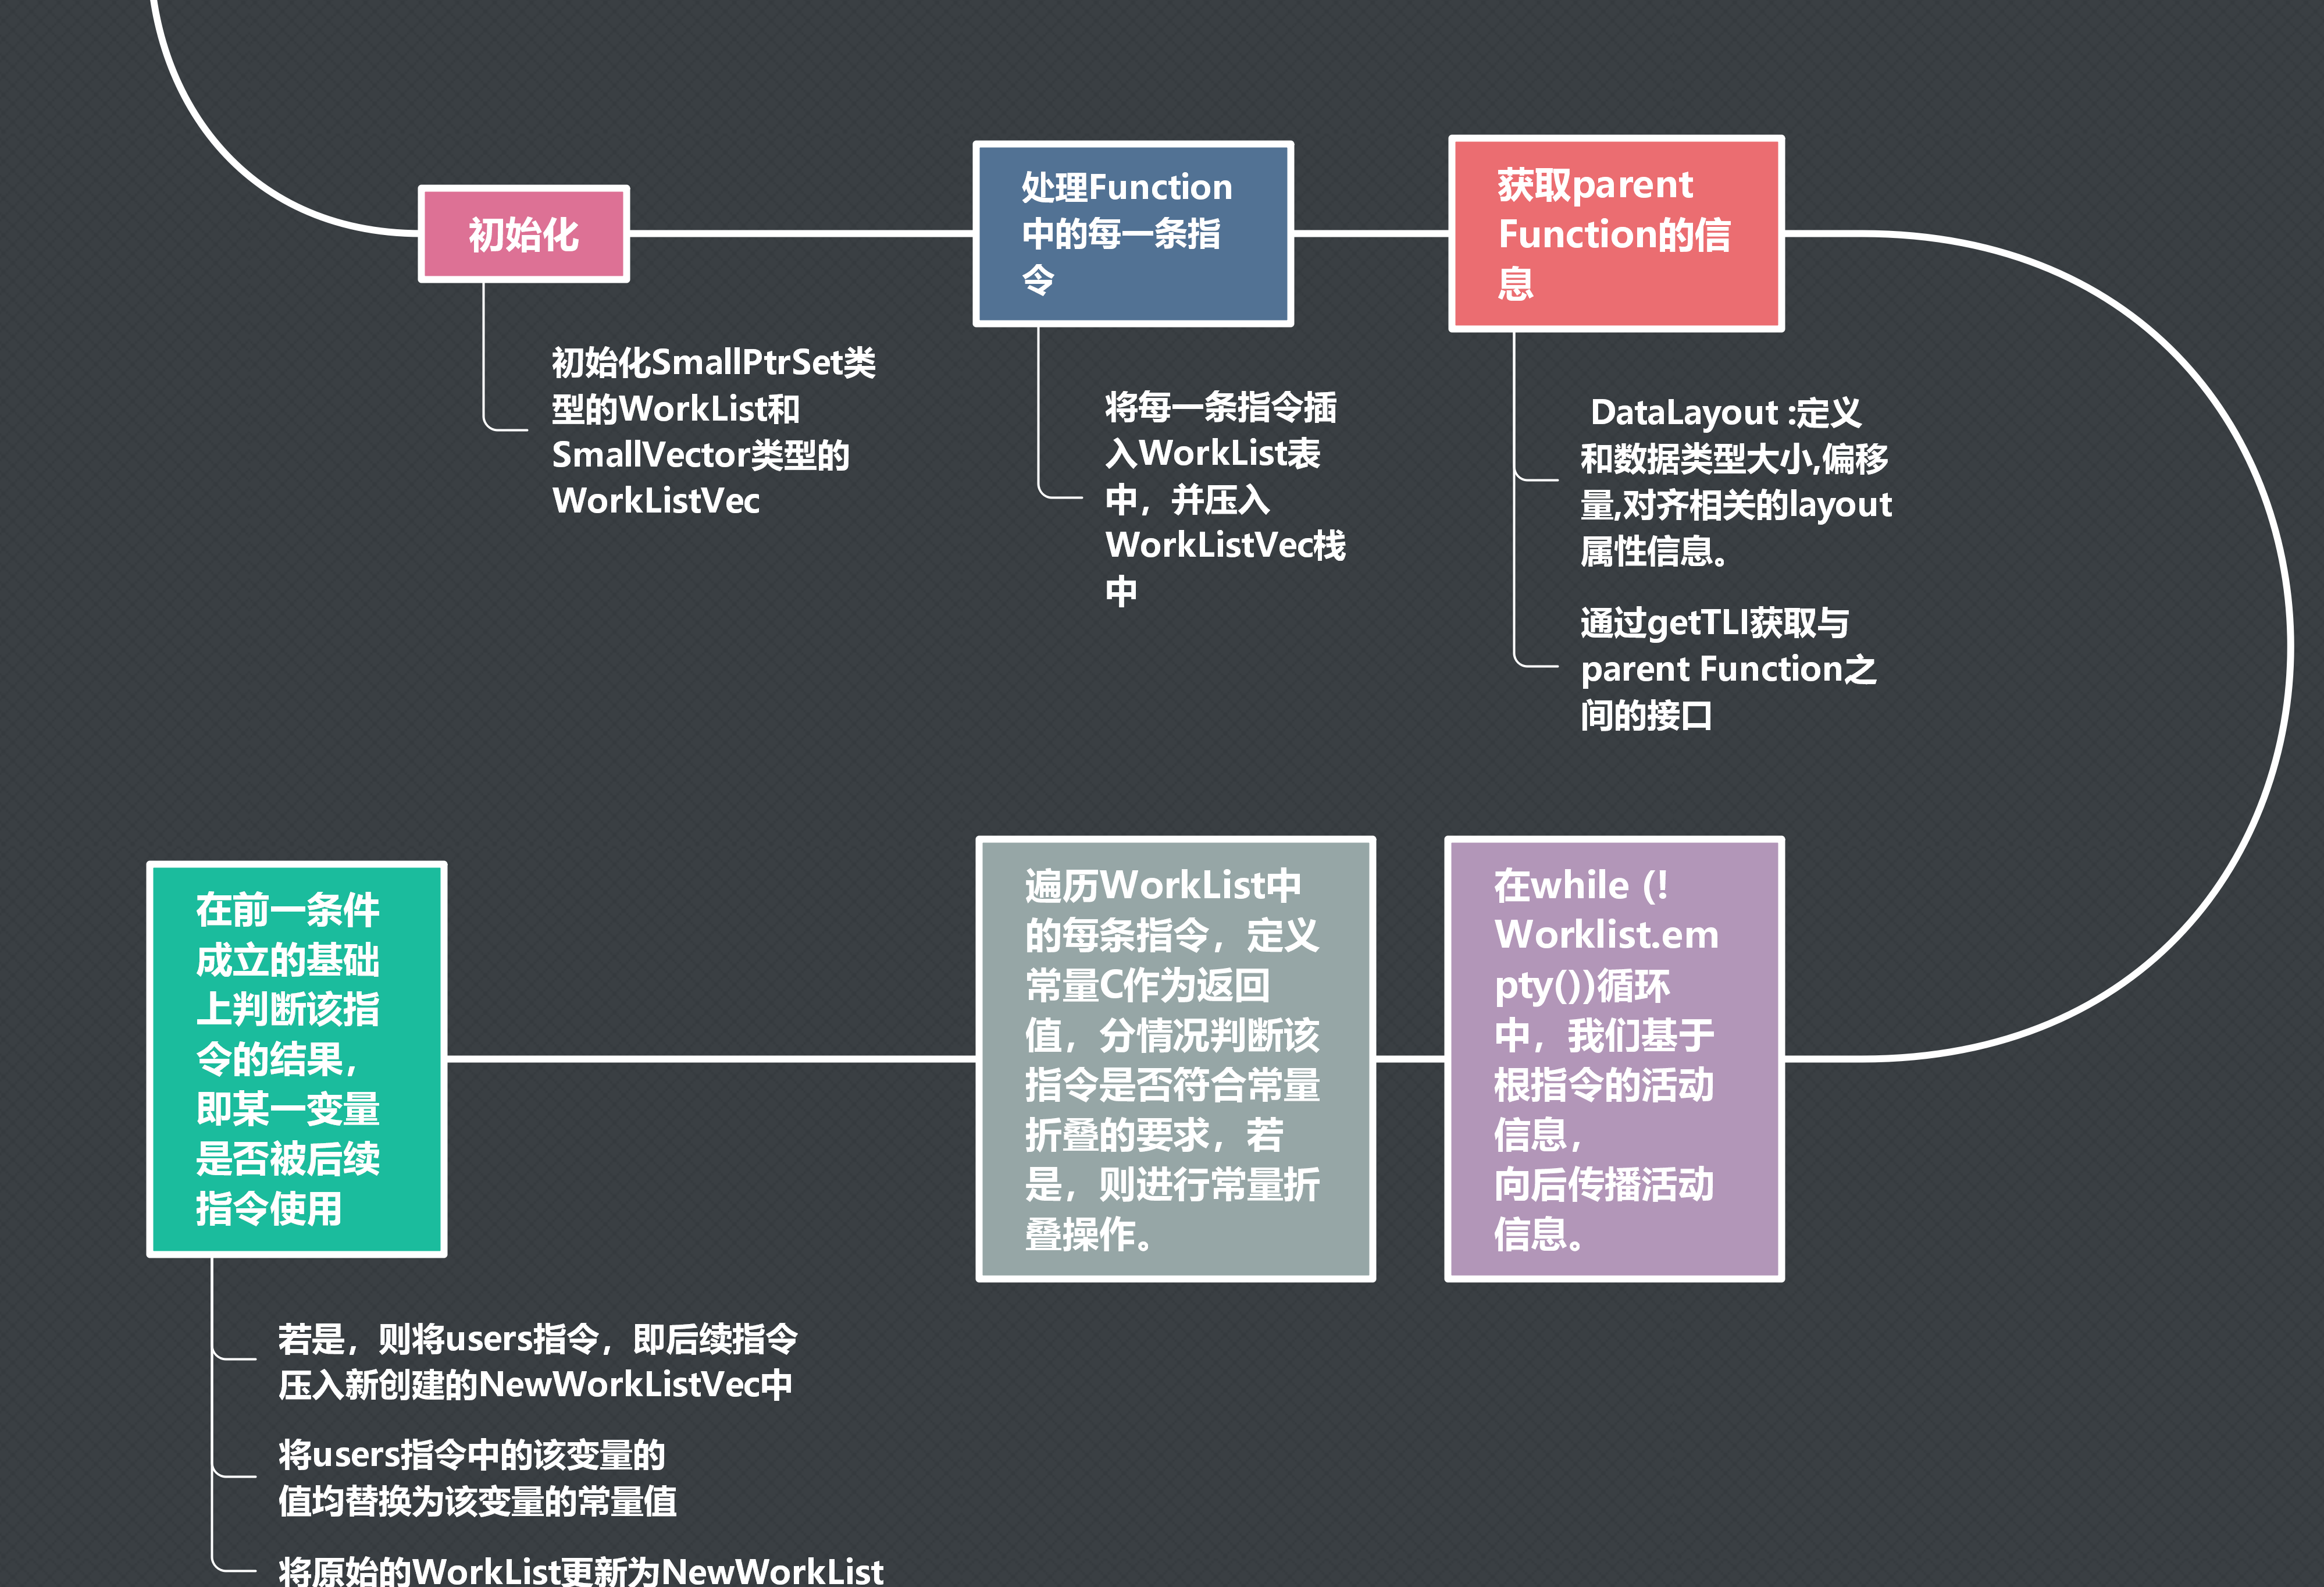 初始化
初始化SmallPtrSet类
型的WorkList和
SmallVector类型的
WorkListVec
处理Function
中的每一条指
令
将每一条指令插
入WorkList表
中，并压入
WorkListVec栈
中
获取parent
Function的信
息
DataLayout :定义
和数据类型大小,偏移
量,对齐相关的layout
属性信息。
通过getTLI获取与
parent Function之
间的接口
在while (!
Worklist.em
pty())循环
中，我们基于
根指令的活动
信息，
向后传播活动
信息。
遍历WorkList中
的每条指令，定义
常量C作为返回
值，分情况判断该
指令是否符合常量
折叠的要求，若
是，则进行常量折
叠操作。
在前一条件
成立的基础
上判断该指
令的结果，
即某一变量
是否被后续
指令使用
若是，则将users指令，即后续指令
压入新创建的NewWorkListVec中
将users指令中的该变量的
值均替换为该变量的常量值
将原始的WorkList更新为NewWorkList